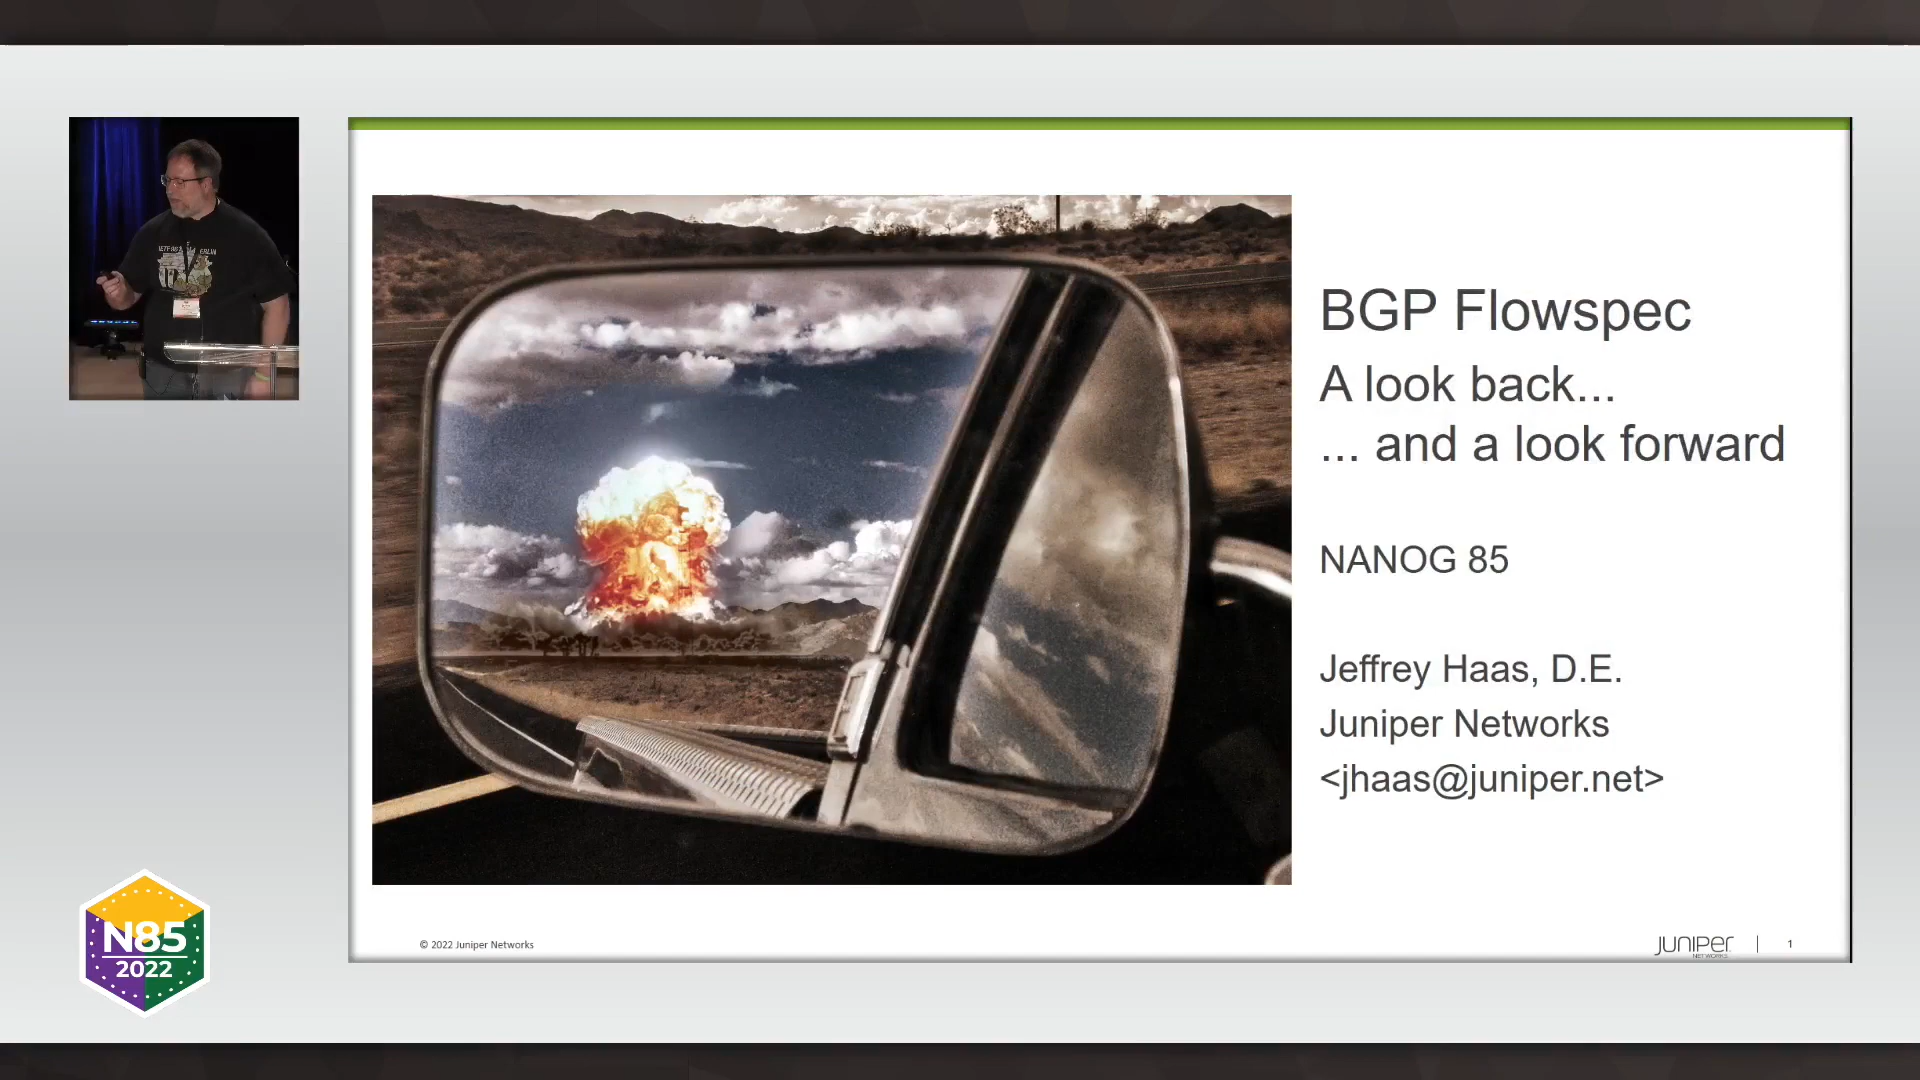 BGP Flowspec
A look back...
... and a look forward
NANOG 85
Jeffrey Haas, D.E.
Juniper Networks
<jhaas@juniper.net>
© 2022 Juniper Networks
JUNIPEr
NETWORKS
1
N85
2022